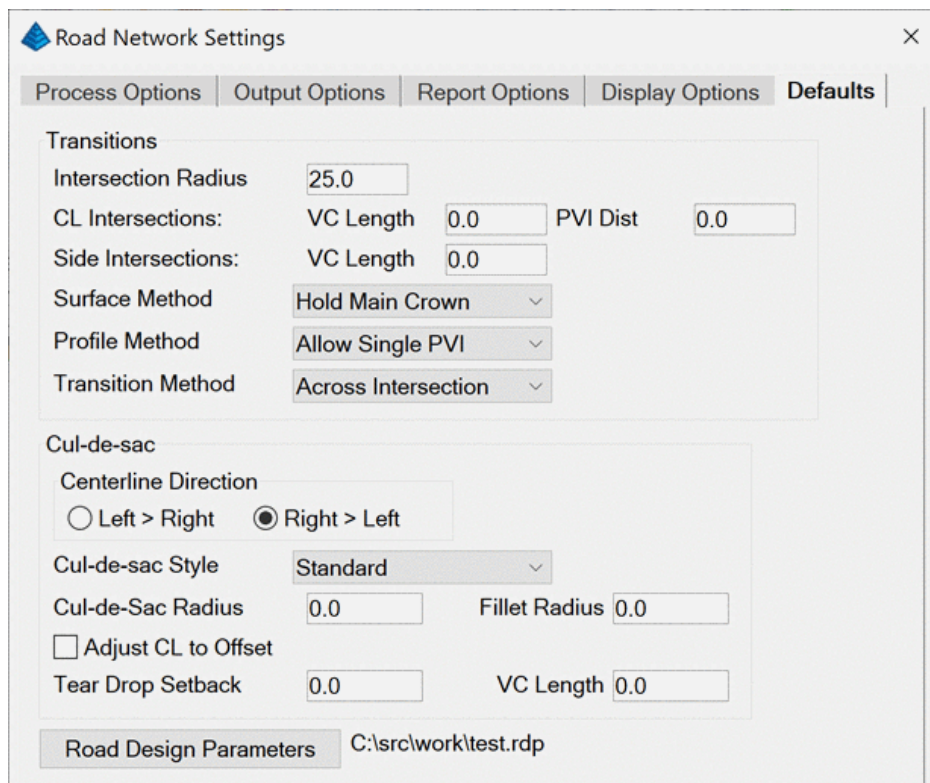 Road Network Settings
Process Options Output Options Report Options Display Options Defaults
Transitions
Intersection Radius 25.0
CL Intersections: VC Length 0.0 PVI Dist 0.0
Side Intersections: VC Length 0.0
Surface Method Hold Main Crown
Profile Method Allow Single PVI
Transition Method Across Intersection
Cul-de-sac
Centerline Direction
Left > Right Right > Left
Cul-de-sac Style Standard
Cul-de-Sac Radius 0.0 Fillet Radius 0.0
Adjust CL to Offset
Tear Drop Setback 0.0 VC Length 0.0
Road Design Parameters C:\src\work\test.rdp